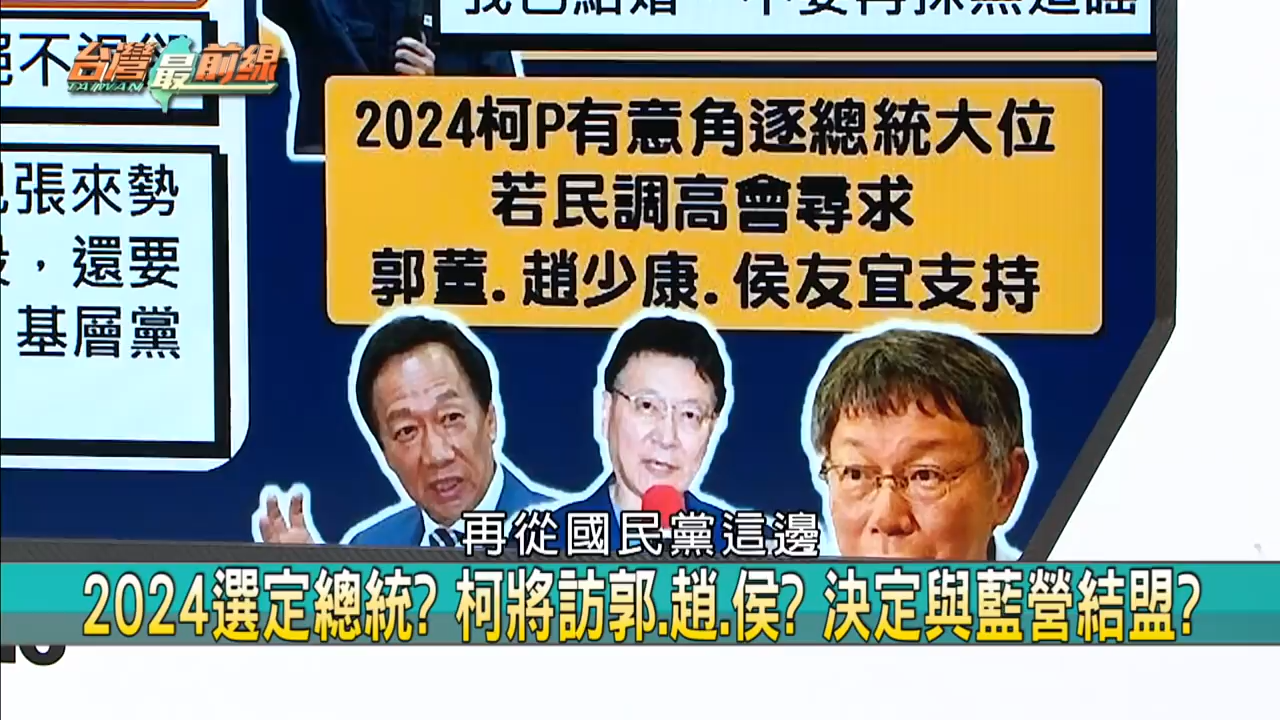 台灣最前線
TAIWAN
2024柯P有意角逐總統大位
若民調高會尋求
郭董.趙少康.侯友宜支持
張來勢
，還要
基層黨
再從國民黨這邊
2024選定總統? 柯將訪郭.趙.侯? 決定與藍營結盟?